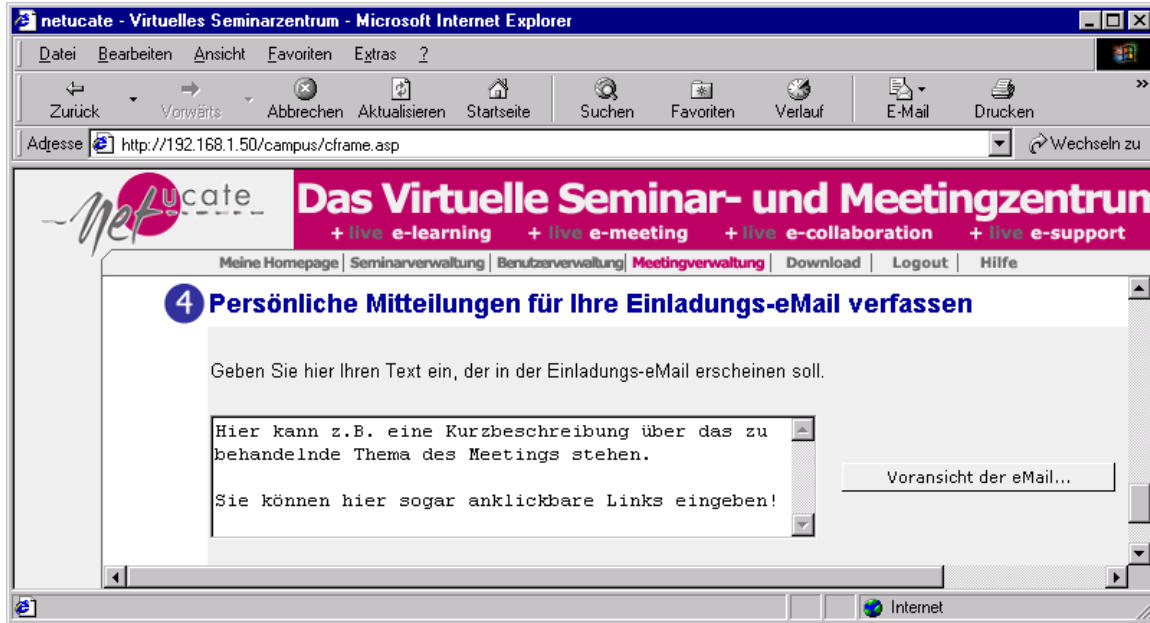 netucate - Virtuelles Seminarzentrum - Microsoft Internet Explorer
Datei Bearbeiten Ansicht Favoriten Extras ?
Zurück Vorwärts Abbrechen Aktualisieren Startseite Suchen Favoriten Verlauf E-Mail Drucken »
Adresse http://192.168.1.50/campus/cframe.asp Wechseln zu
netucate
Das Virtuelle Seminar- und Meetingzentrum
+ live e-learning + live e-meeting + live e-collaboration + live e-support
Meine Homepage | Seminarverwaltung | Benutzerverwaltung | Meetingverwaltung | Download | Logout | Hilfe
4 Persönliche Mitteilungen für Ihre Einladungs-eMail verfassen
Geben Sie hier Ihren Text ein, der in der Einladungs-eMail erscheinen soll.
Hier kann z.B. eine Kurzbeschreibung über das zu
behandelnde Thema des Meetings stehen.
Sie können hier sogar anklickbare Links eingeben!
Voransicht der eMail...
Internet